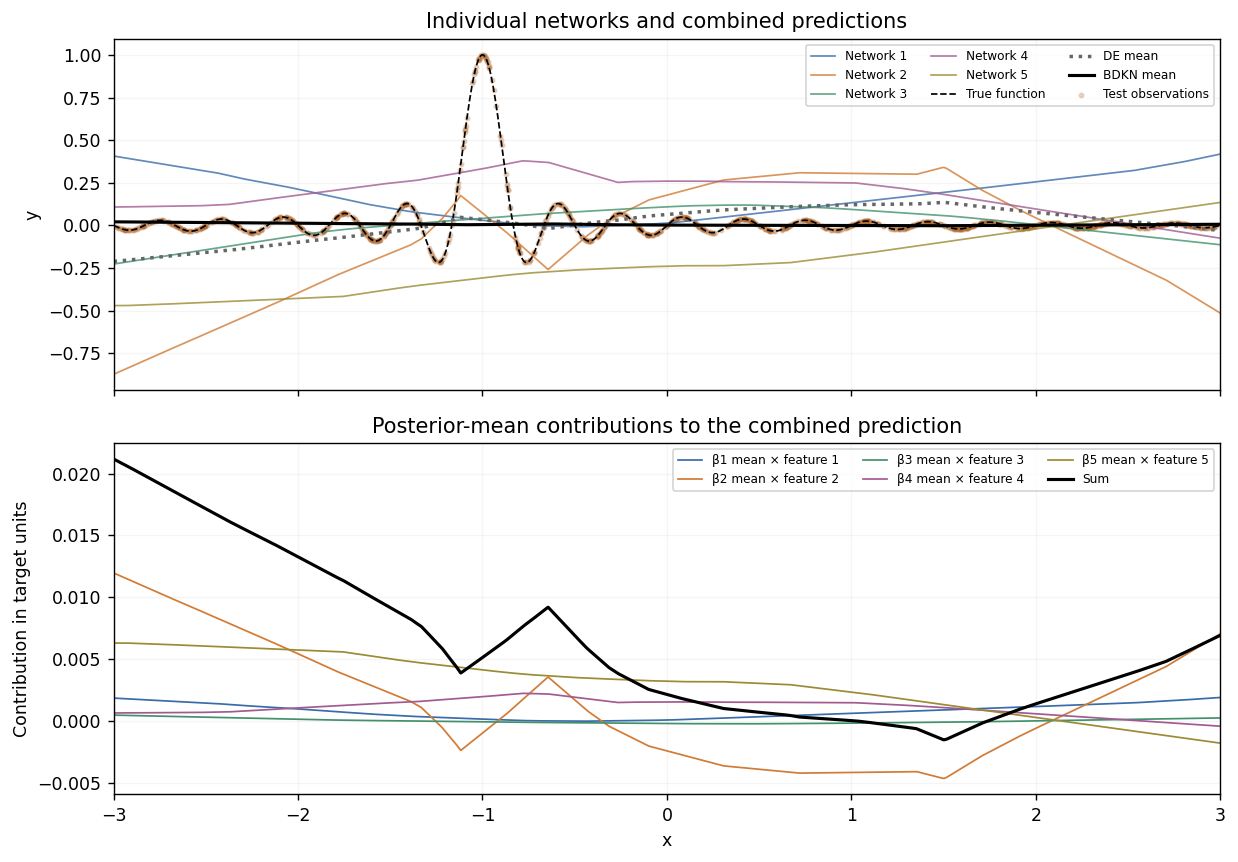 Individual networks and combined predictions
Network 1
Network 2
Network 3
Network 4
Network 5
True function
DE mean
BDKN mean
Test observations
y
1.00
0.75
0.50
0.25
0.00
−0.25
−0.50
−0.75
Posterior-mean contributions to the combined prediction
β1 mean × feature 1
β2 mean × feature 2
β3 mean × feature 3
β4 mean × feature 4
β5 mean × feature 5
Sum
Contribution in target units
0.020
0.015
0.010
0.005
0.000
−0.005
−3
−2
−1
0
1
2
3
x